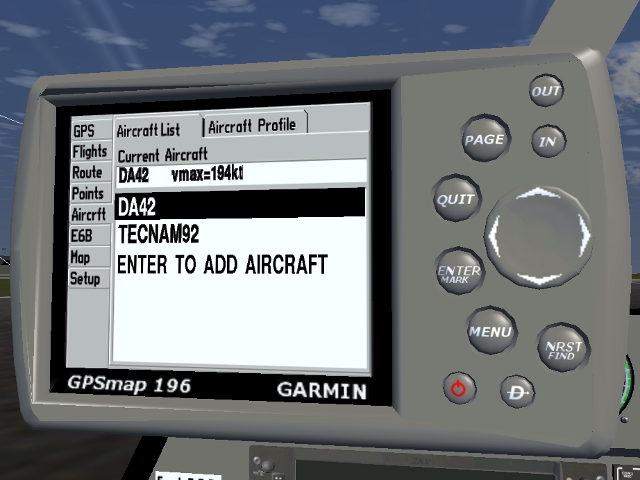 OUT
PAGE
IN
QUIT
ENTER
MARK
MENU
NRST
FIND
D
GPS
Flights
Route
Points
Aircrft
E6B
Map
Setup
Aircraft List
Aircraft Profile
Current Aircraft
DA42 vmax=194kt
DA42
TECNAM92
ENTER TO ADD AIRCRAFT
GPSmap 196
GARMIN